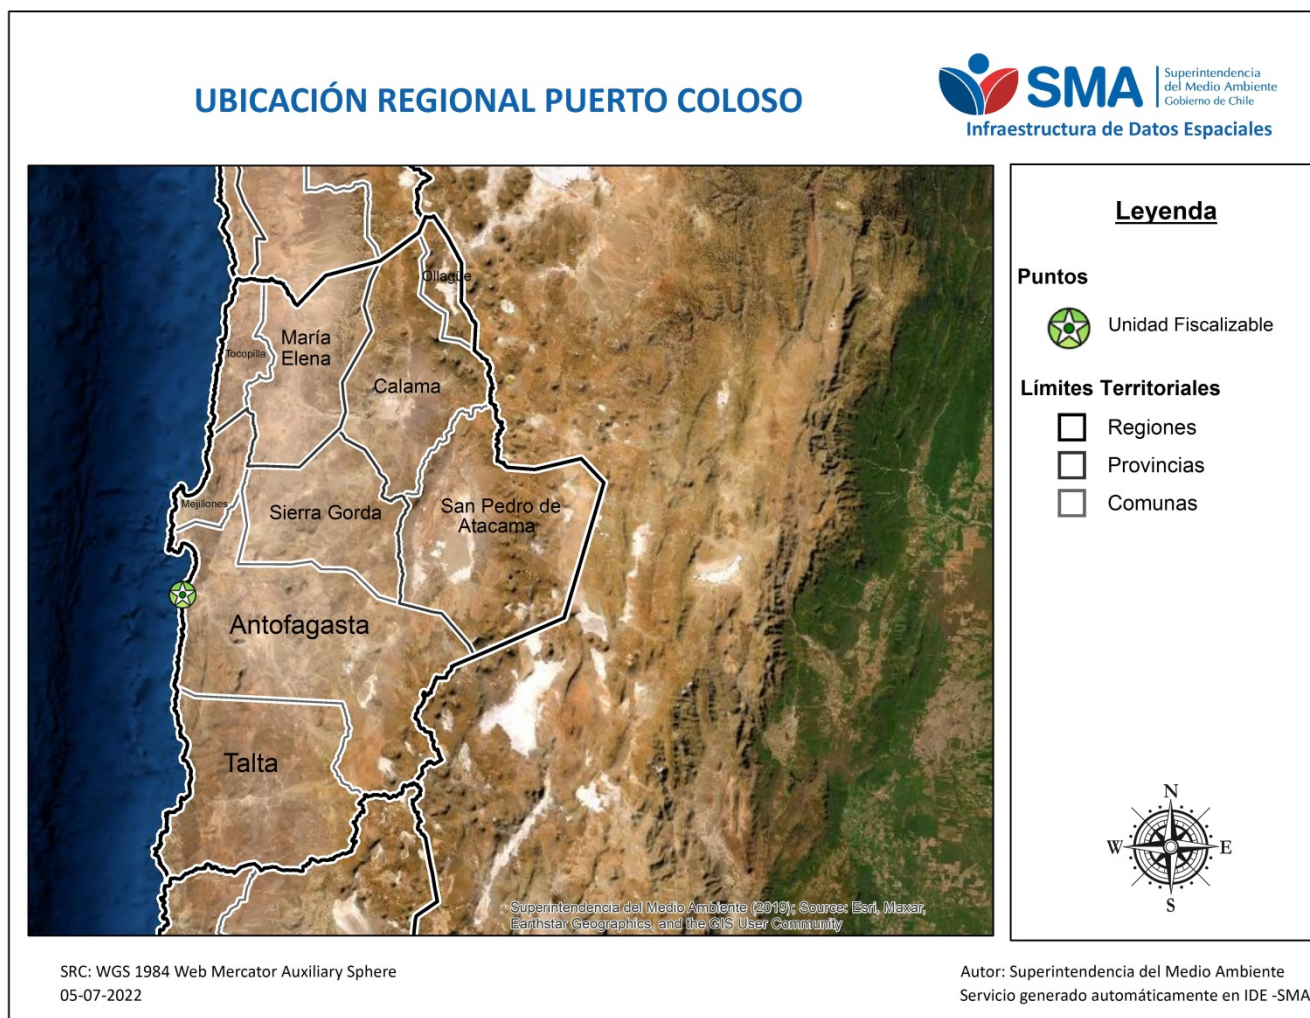 UBICACIÓN REGIONAL PUERTO COLOSO
SMA
Superintendencia
del Medio Ambiente
Gobierno de Chile
Infraestructura de Datos Espaciales
Ollagüe
María
Elena
Tocopilla
Calama
Mejillones
Sierra Gorda
San Pedro de
Atacama
Antofagasta
Talta
Superintendencia del Medio Ambiente (2019); Source: Esri, Maxar,
Earthstar Geographics, and the GIS User Community
Leyenda
Puntos
Unidad Fiscalizable
Límites Territoriales
Regiones
Provincias
Comunas
N
W E
S
SRC: WGS 1984 Web Mercator Auxiliary Sphere
05-07-2022
Autor: Superintendencia del Medio Ambiente
Servicio generado automáticamente en IDE -SMA